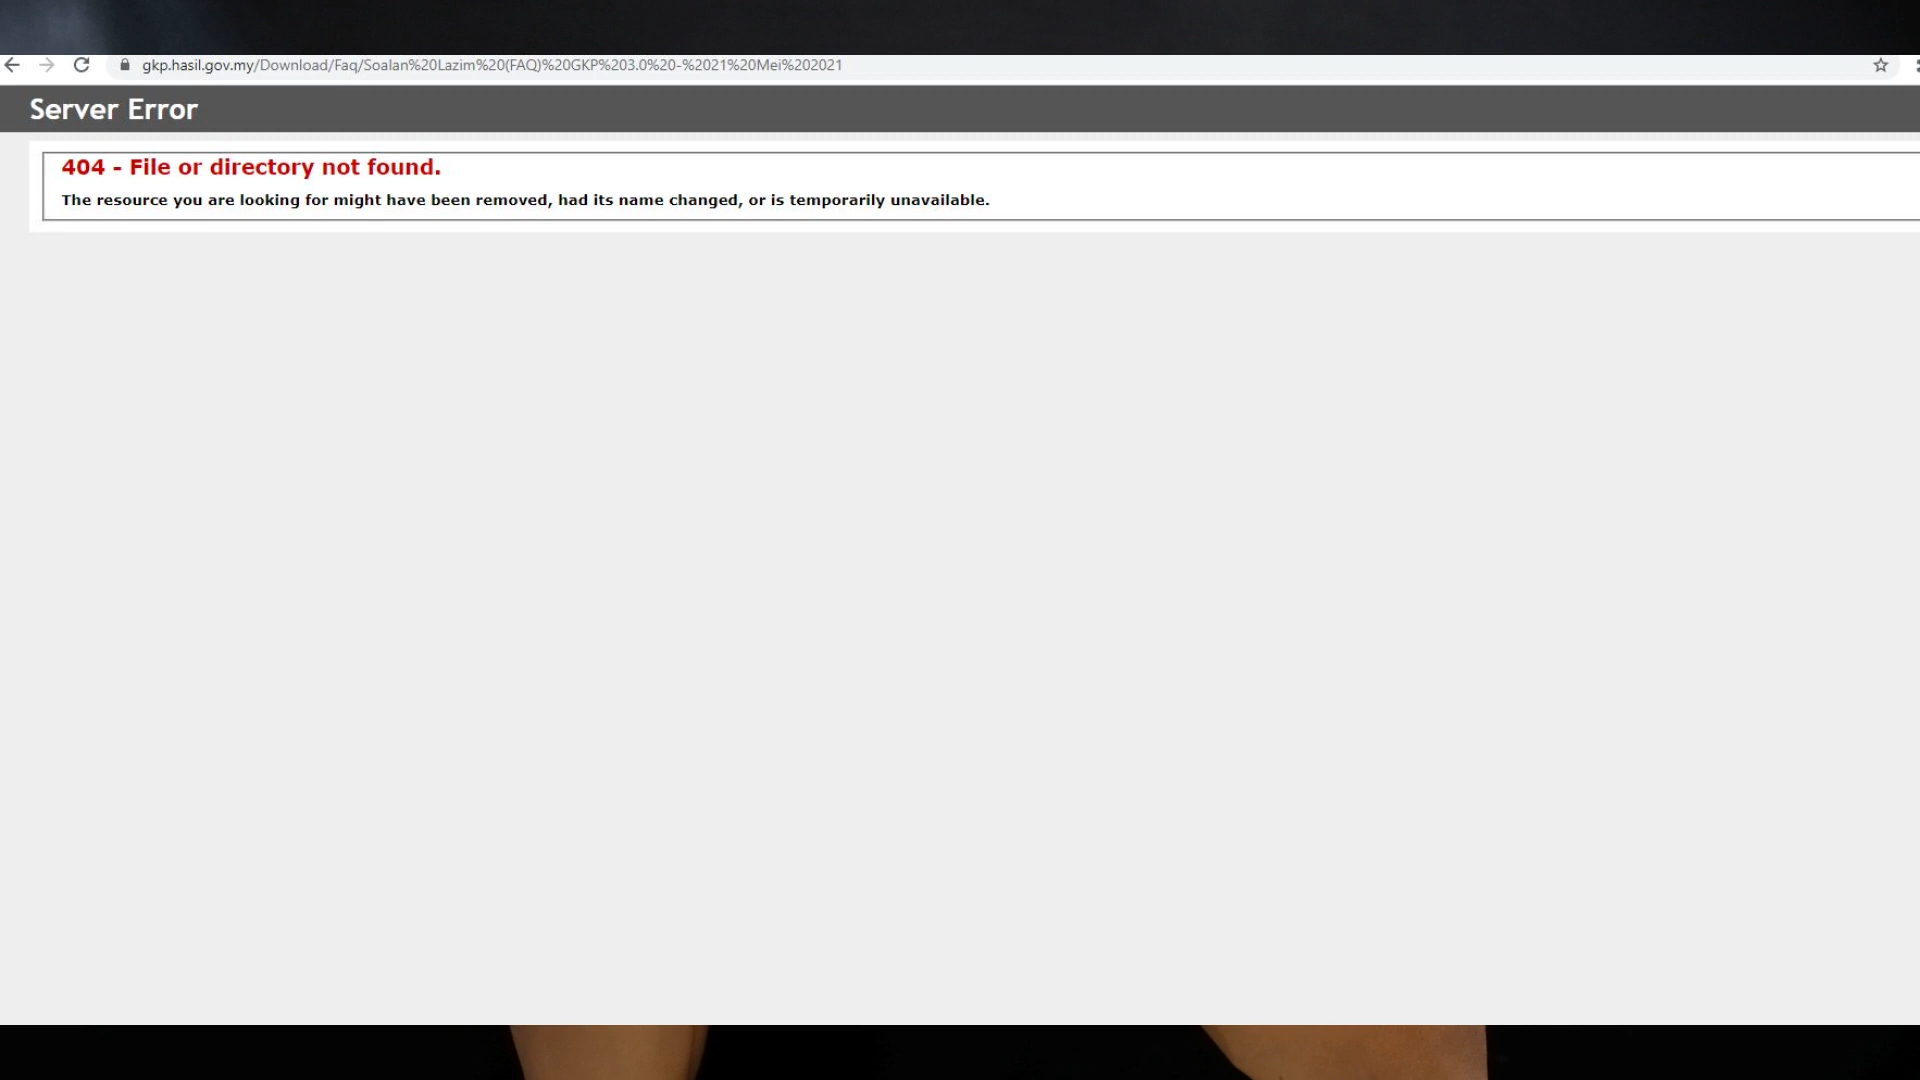 gkp.hasil.gov.my/Download/Faq/Soalan%20Lazim%20(FAQ)%20GKP%203.0%20-%2021%20Mei%202021
Server Error
404 - File or directory not found.
The resource you are looking for might have been removed, had its name changed, or is temporarily unavailable.